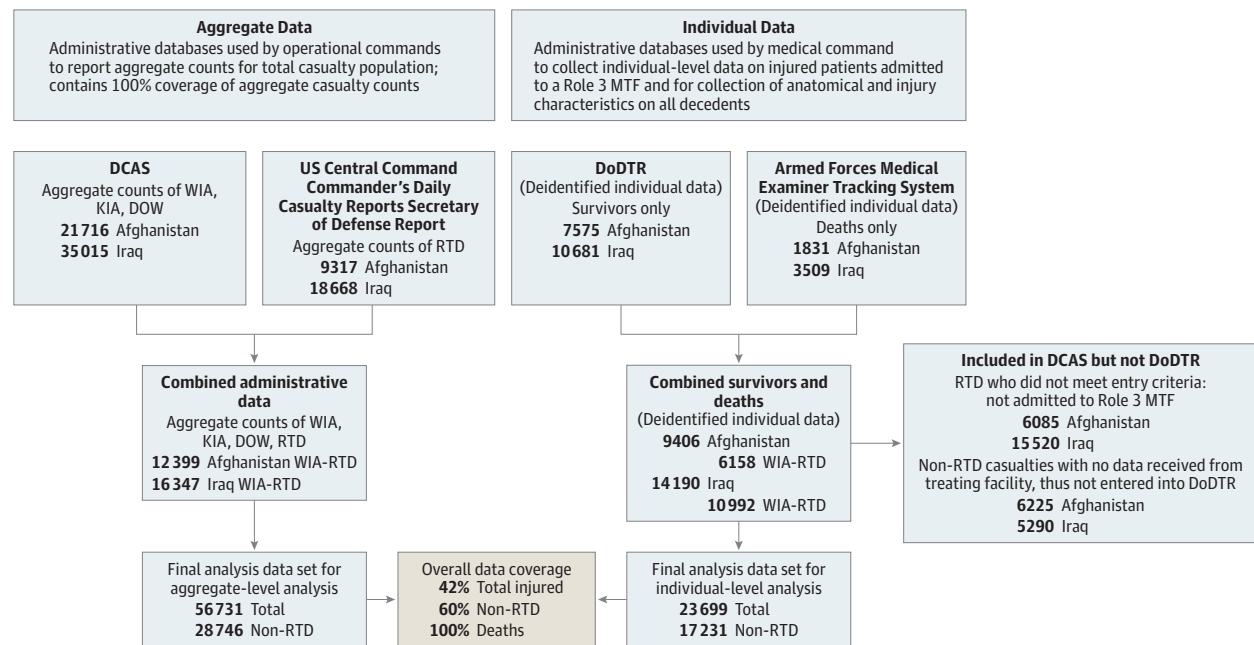 Aggregate Data
Administrative databases used by operational commands
to report aggregate counts for total casualty population;
contains 100% coverage of aggregate casualty counts
Individual Data
Administrative databases used by medical command
to collect individual-level data on injured patients admitted
to a Role 3 MTF and for collection of anatomical and injury
characteristics on all decedents
DCAS
Aggregate counts of WIA,
KIA, DOW
21716 Afghanistan
35015 Iraq
US Central Command
Commander's Daily
Casualty Reports Secretary
of Defense Report
Aggregate counts of RTD
9317 Afghanistan
18668 Iraq
DoDTR
(Deidentified individual data)
Survivors only
7575 Afghanistan
10681 Iraq
Armed Forces Medical
Examiner Tracking System
(Deidentified individual data)
Deaths only
1831 Afghanistan
3509 Iraq
Combined administrative
data
Aggregate counts of WIA,
KIA, DOW, RTD
12399 Afghanistan WIA-RTD
16347 Iraq WIA-RTD
Combined survivors and
deaths
(Deidentified individual data)
9406 Afghanistan
6158 WIA-RTD
14190 Iraq
10992 WIA-RTD
Included in DCAS but not DoDTR
RTD who did not meet entry criteria:
not admitted to Role 3 MTF
6085 Afghanistan
15520 Iraq
Non-RTD casualties with no data received from
treating facility, thus not entered into DoDTR
6225 Afghanistan
5290 Iraq
Final analysis data set for
aggregate-level analysis
56731 Total
28746 Non-RTD
Overall data coverage
42% Total injured
60% Non-RTD
100% Deaths
Final analysis data set for
individual-level analysis
23699 Total
17231 Non-RTD